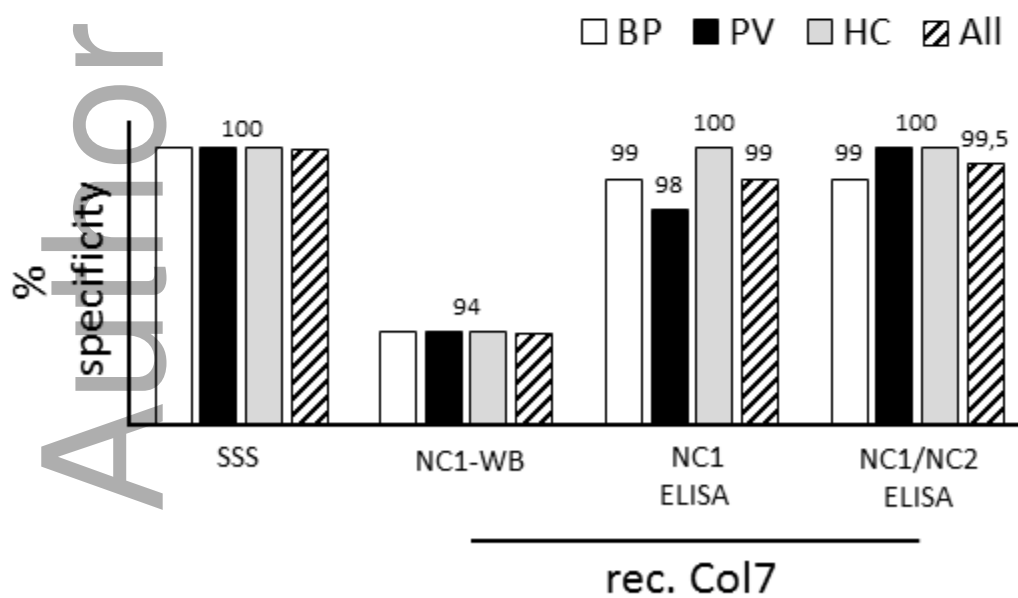 BP PV HC All
100
94
99 98 100 99
99 100 99,5
% specificity
SSS NC1-WB NC1 ELISA NC1/NC2 ELISA
rec. Col7
Author